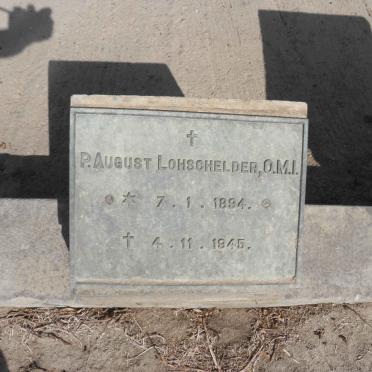 ✝
P. August Lohschelder, O.M.I.
* 7.1.1894.
✝ 4.11.1945.